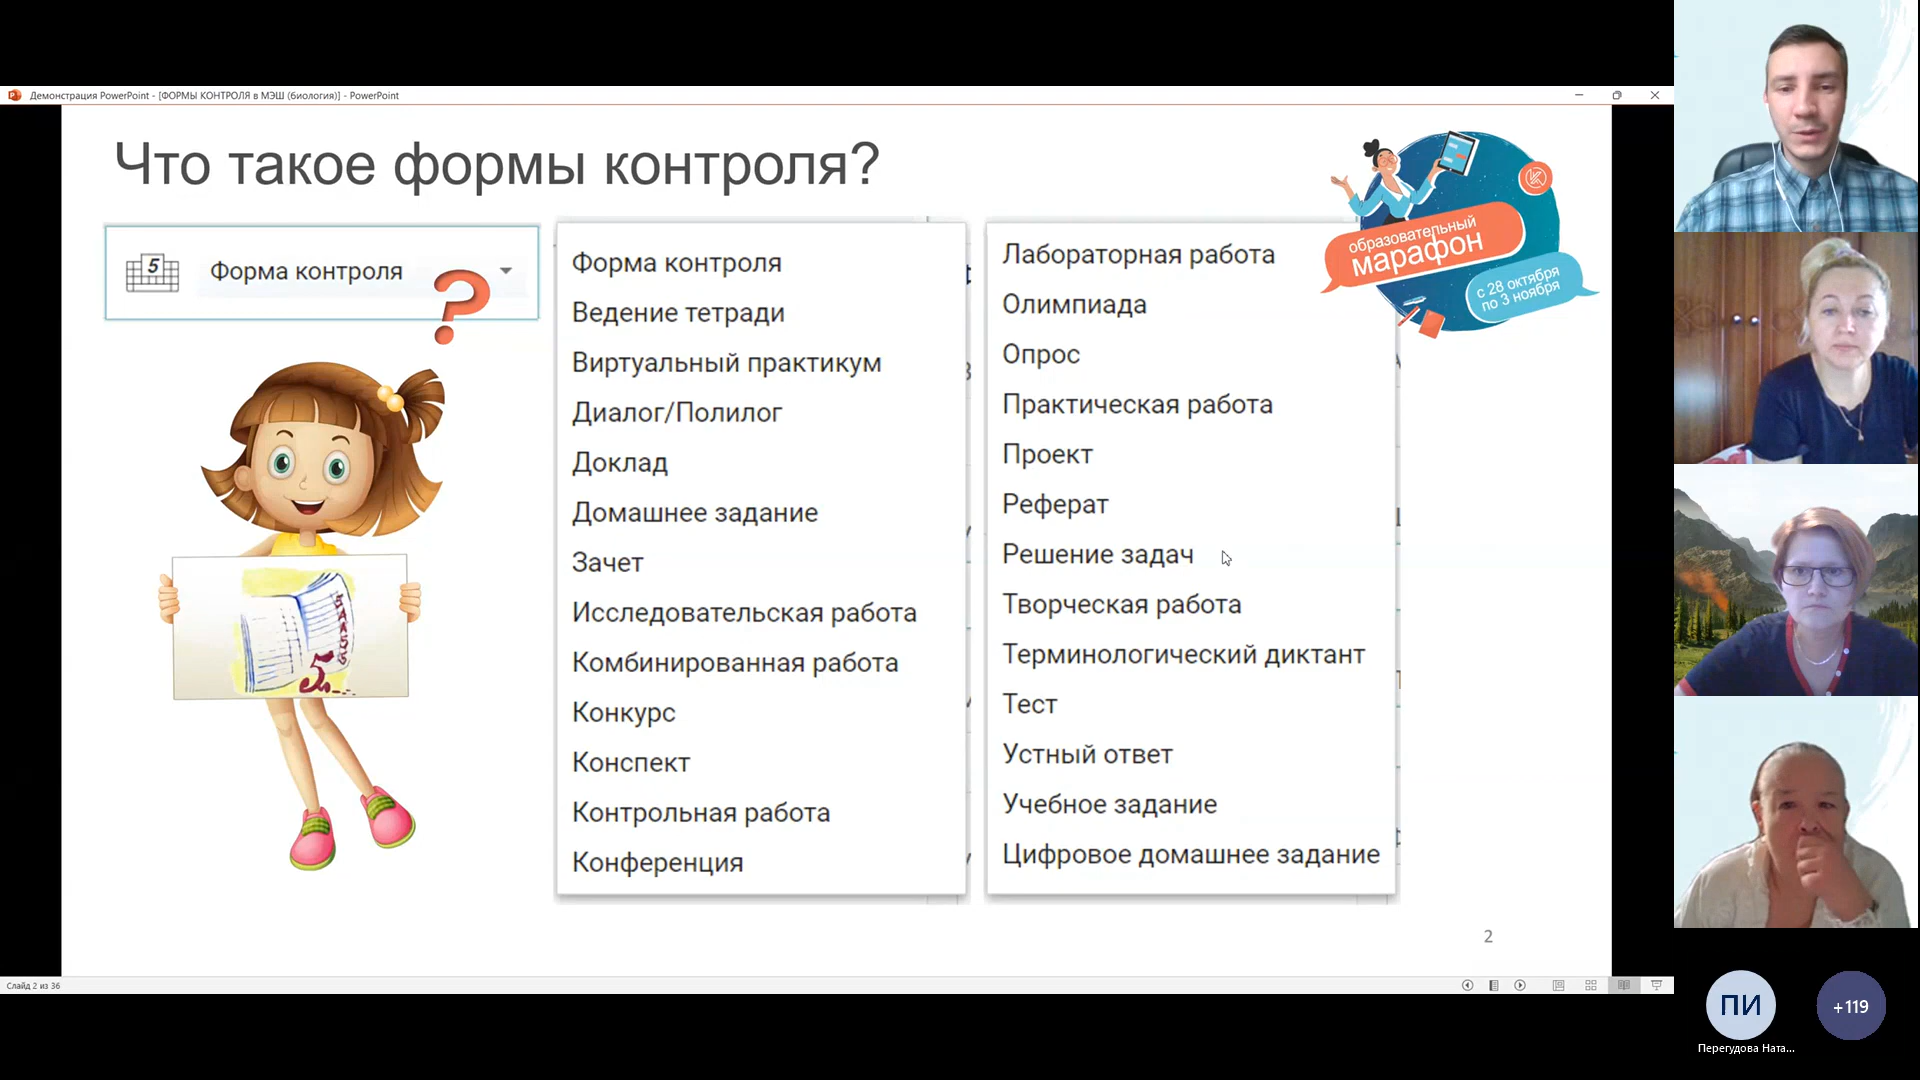 Демонстрация PowerPoint - [ФОРМЫ КОНТРОЛЯ в МЭШ (биология)] - PowerPoint
Что такое формы контроля?
5
Форма контроля
?
Форма контроля
Ведение тетради
Виртуальный практикум
Диалог/Полилог
Доклад
Домашнее задание
Зачет
Исследовательская работа
Комбинированная работа
Конкурс
Конспект
Контрольная работа
Конференция
Лабораторная работа
Олимпиада
Опрос
Практическая работа
Проект
Реферат
Решение задач
Творческая работа
Терминологический диктант
Тест
Устный ответ
Учебное задание
Цифровое домашнее задание
образовательный
марафон
с 28 октября
по 3 ноября
5
2
Слайд 2 из 36
ПИ
+119
Перегудова Ната...